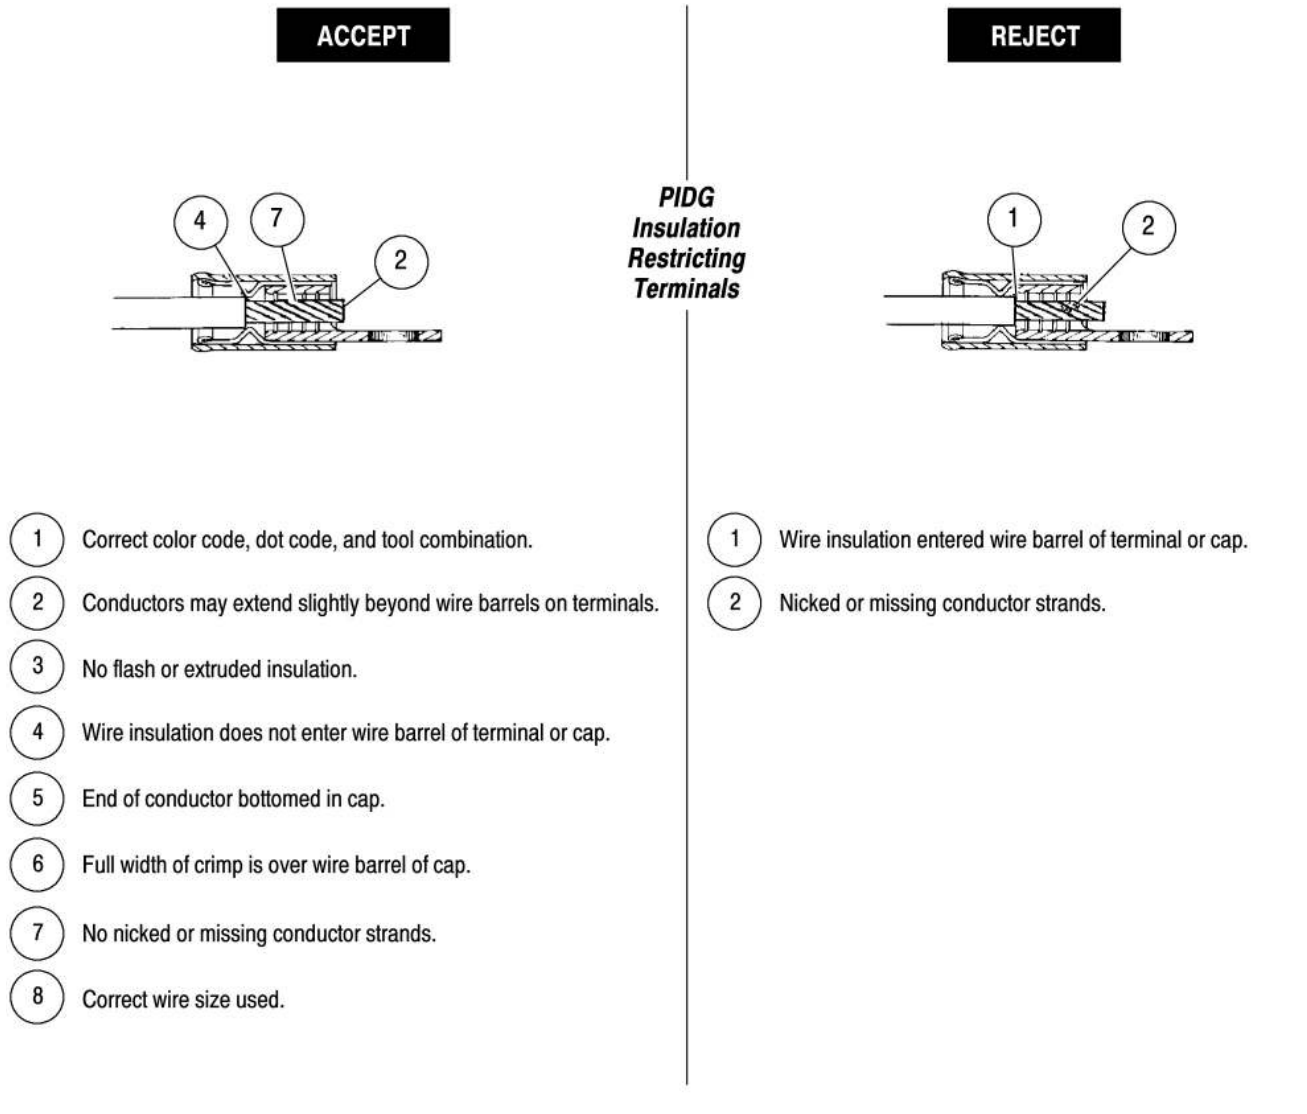 ACCEPT
REJECT
PIDG
Insulation
Restricting
Terminals
4
7
2
1
2
1 Correct color code, dot code, and tool combination.
2 Conductors may extend slightly beyond wire barrels on terminals.
3 No flash or extruded insulation.
4 Wire insulation does not enter wire barrel of terminal or cap.
5 End of conductor bottomed in cap.
6 Full width of crimp is over wire barrel of cap.
7 No nicked or missing conductor strands.
8 Correct wire size used.
1 Wire insulation entered wire barrel of terminal or cap.
2 Nicked or missing conductor strands.